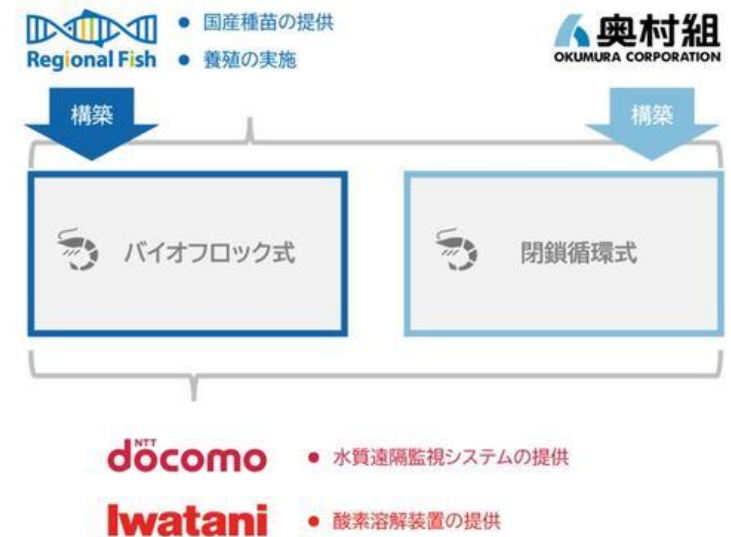 Regional Fish
● 国産種苗の提供
● 養殖の実施
奥村組
OKUMURA CORPORATION
構築
構築
バイオフロック式
閉鎖循環式
NTT
docomo
● 水質遠隔監視システムの提供
Iwatani
● 酸素溶解装置の提供